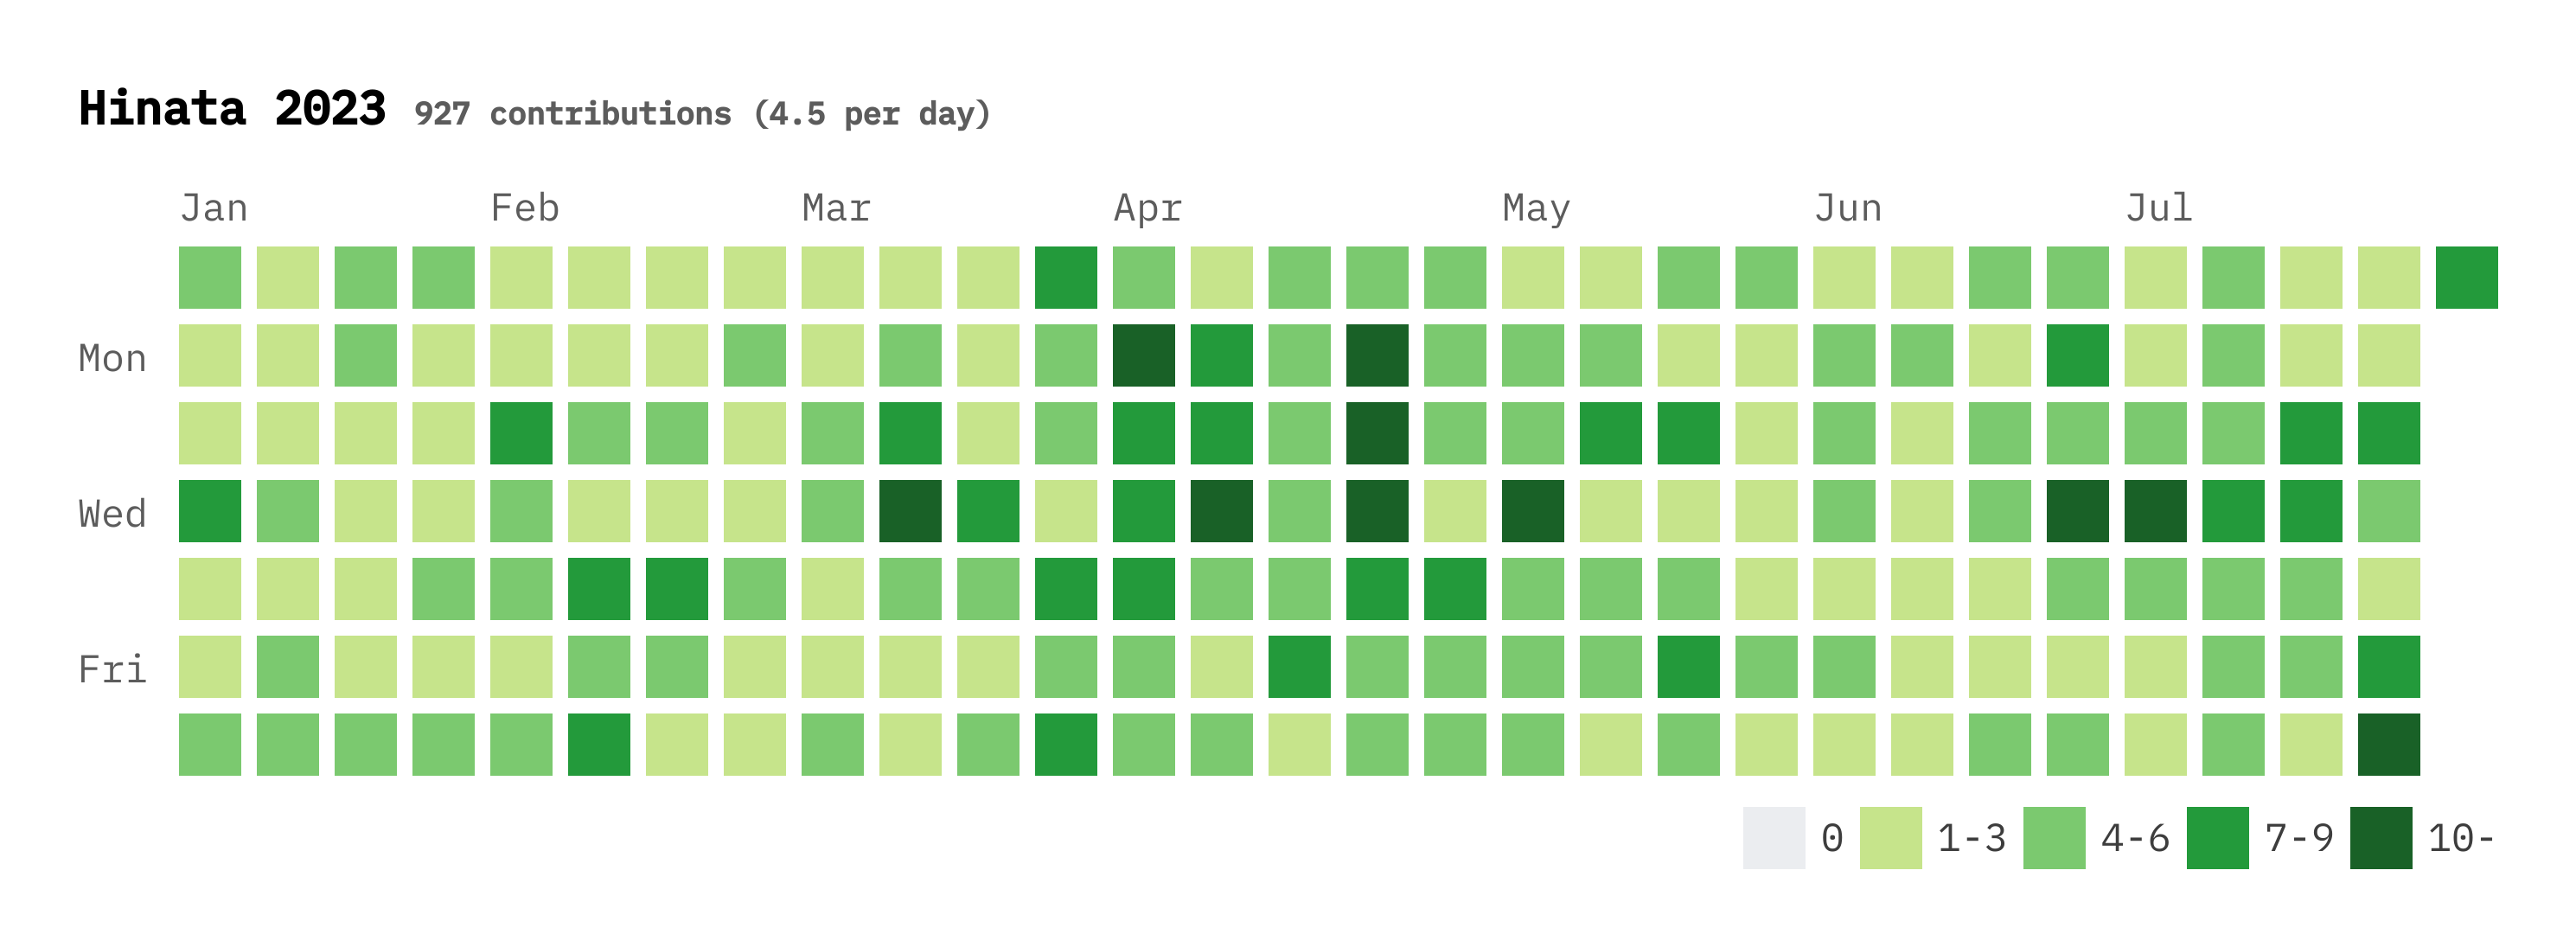 Hinata 2023 927 contributions (4.5 per day)
Jan Feb Mar Apr May Jun Jul
Mon
Wed
Fri
0 1-3 4-6 7-9 10-